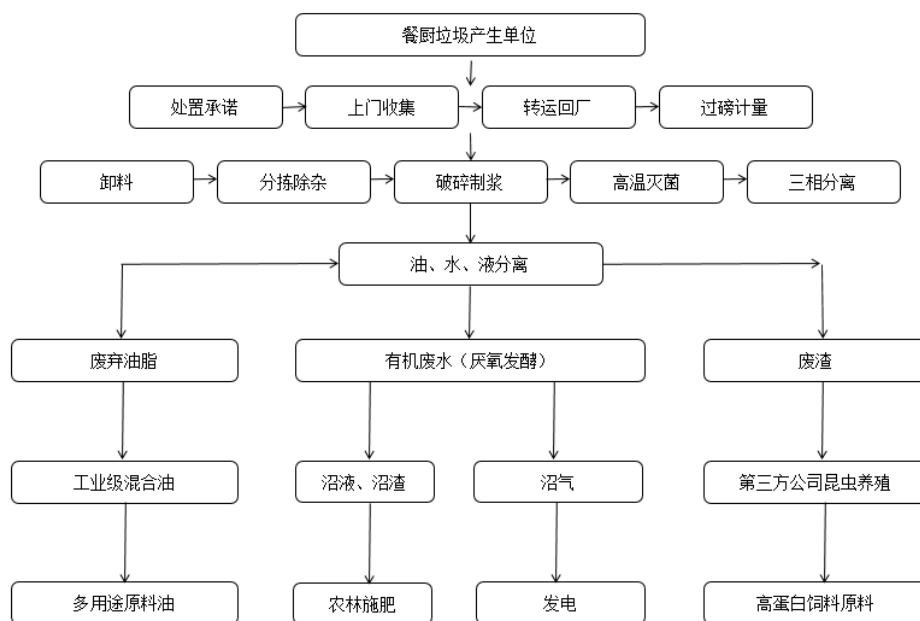 餐厨垃圾产生单位
处置承诺
上门收集
转运回厂
过磅计量
卸料
分拣除杂
破碎制浆
高温灭菌
三相分离
油、水、液分离
废弃油脂
有机废水（厌氧发酵）
废渣
工业级混合油
沼液、沼渣
沼气
第三方公司昆虫养殖
多用途原料油
农林施肥
发电
高蛋白饲料原料